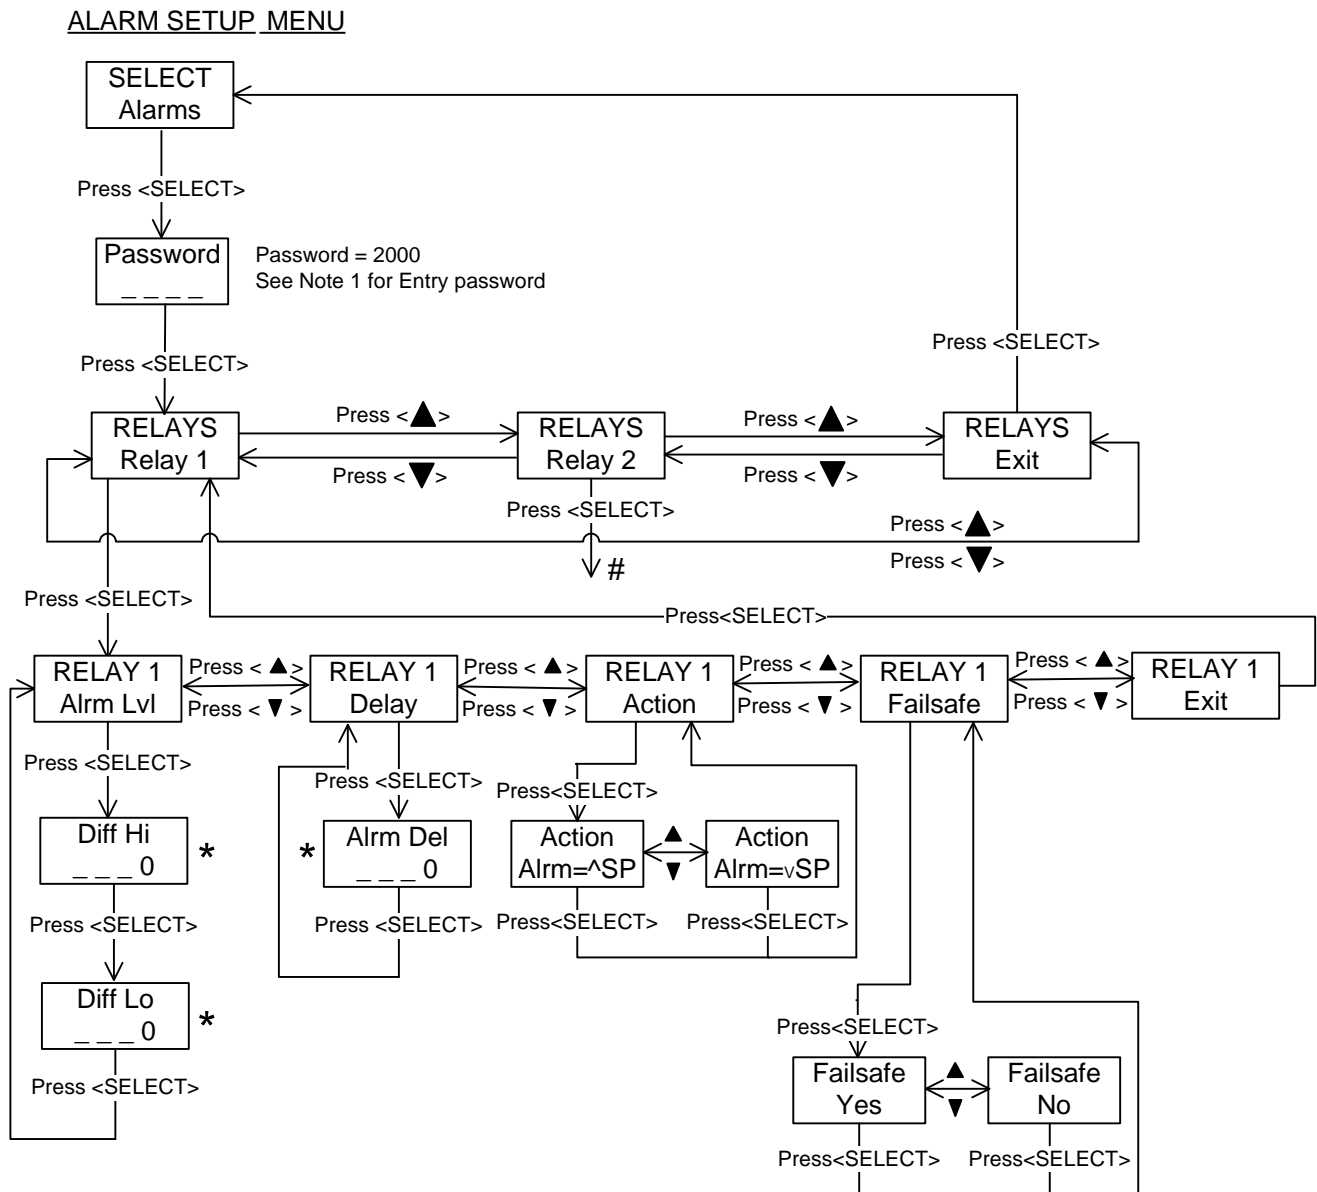 ALARM SETUP MENU
SELECT
Alarms
Press <SELECT>
Password
_ _ _ _
Password = 2000
See Note 1 for Entry password
Press <SELECT>
Press <SELECT>
RELAYS
Relay 1
Press <▲>
Press <▼>
RELAYS
Relay 2
Press <▲>
Press <▼>
RELAYS
Exit
Press <SELECT>
#
Press <▲>
Press <▼>
Press <SELECT>
Press<SELECT>
RELAY 1
Alrm Lvl
Press < ▲ >
Press < ▼ >
RELAY 1
Delay
Press < ▲ >
Press < ▼ >
RELAY 1
Action
Press < ▲ >
Press < ▼ >
RELAY 1
Failsafe
Press < ▲ >
Press < ▼ >
RELAY 1
Exit
Press <SELECT>
Diff Hi
_ _ _ 0
*
Press <SELECT>
Diff Lo
_ _ _ 0
*
Press <SELECT>
Press <SELECT>
*
Alrm Del
_ _ _ 0
Press <SELECT>
Press<SELECT>
Action
Alrm=^SP
▲
▼
Action
Alrm=vSP
Press<SELECT>
Press<SELECT>
Press<SELECT>
Failsafe
Yes
▲
▼
Failsafe
No
Press<SELECT>
Press<SELECT>